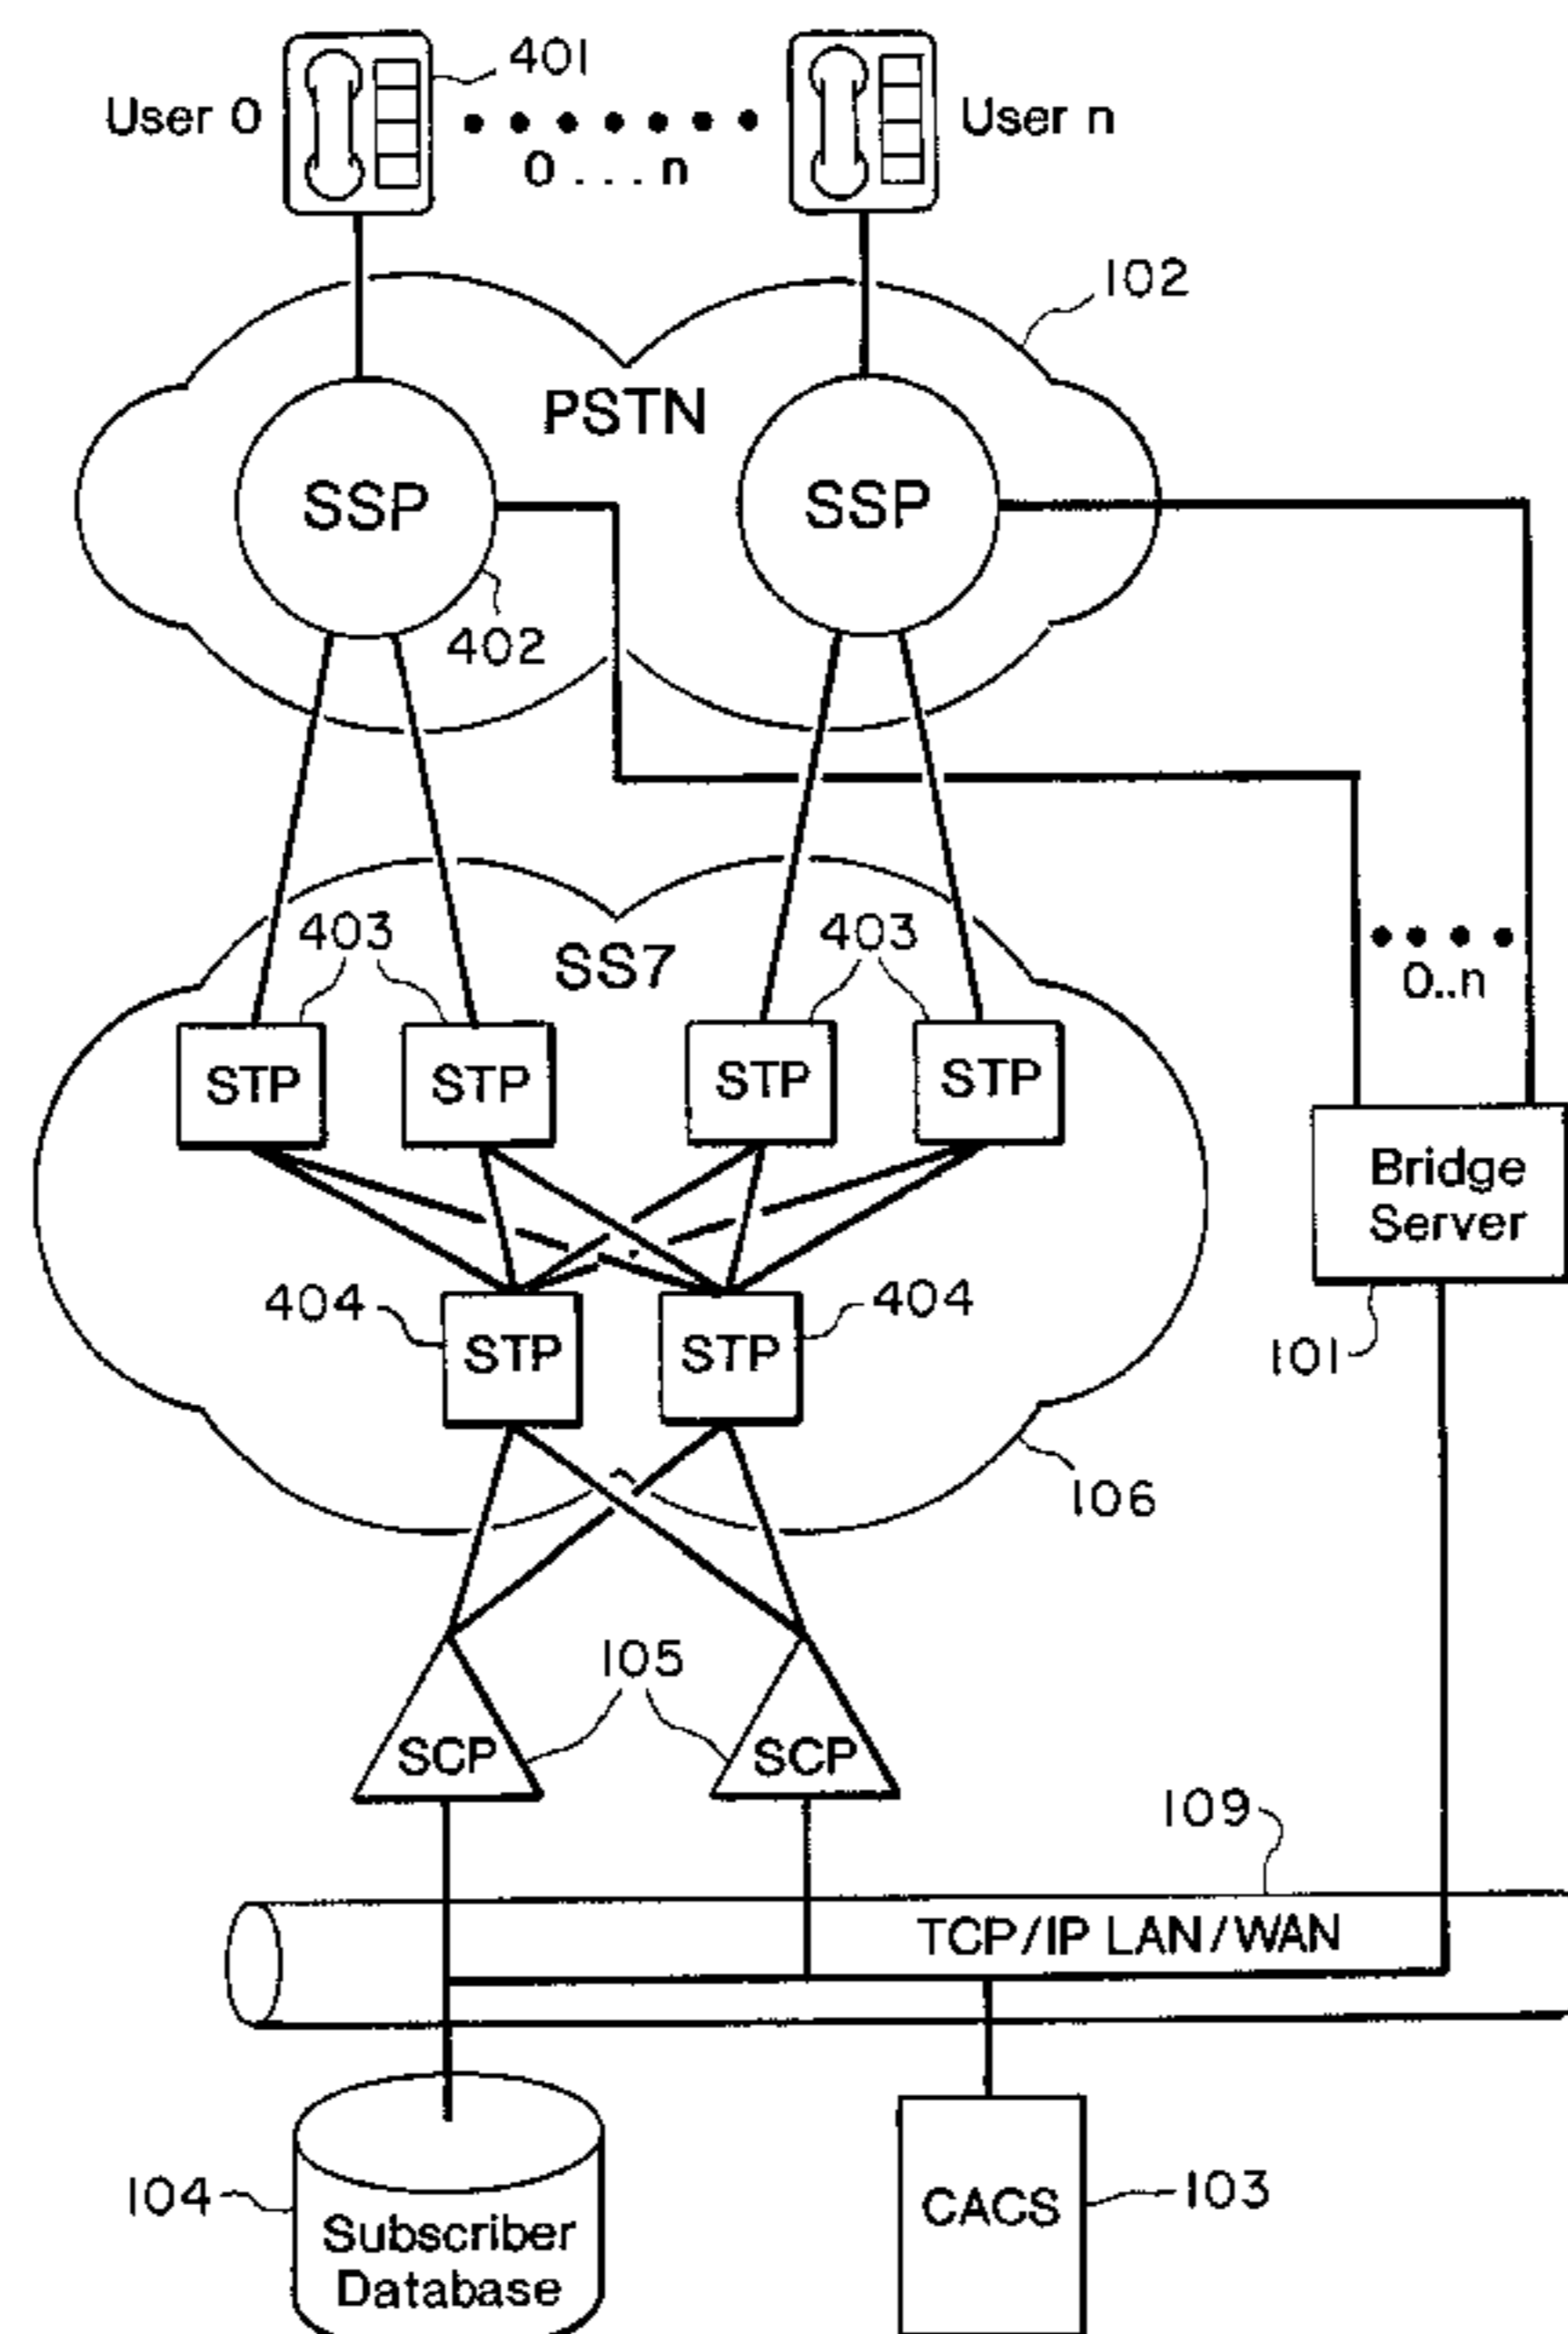 401
User 0
User n
0 . . . n
102
PSTN
SSP
SSP
402
403
403
SS7
0..n
STP
STP
STP
STP
Bridge
Server
404
404
STP
STP
101
106
105
SCP
SCP
109
TCP/IP LAN/WAN
104
103
CACS
Subscriber
Database